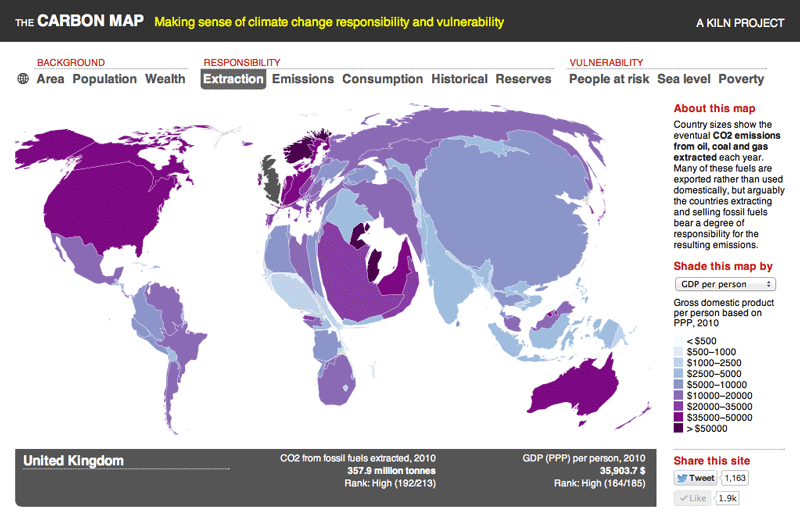 THE CARBON MAP Making sense of climate change responsibility and vulnerability A KILN PROJECT
BACKGROUND RESPONSIBILITY VULNERABILITY
Area Population Wealth Extraction Emissions Consumption Historical Reserves People at risk Sea level Poverty
About this map
Country sizes show the
eventual CO2 emissions
from oil, coal and gas
extracted each year.
Many of these fuels are
exported rather than used
domestically, but arguably
the countries extracting
and selling fossil fuels
bear a degree of
responsibility for the
resulting emissions.
Shade this map by
GDP per person
Gross domestic product
per person based on
PPP, 2010
< $500
$500–1000
$1000–2500
$2500–5000
$5000–10000
$10000–20000
$20000–35000
$35000–50000
> $50000
United Kingdom
CO2 from fossil fuels extracted, 2010
357.9 million tonnes
Rank: High (192/213)
GDP (PPP) per person, 2010
35,903.7 $
Rank: High (164/185)
Share this site
Tweet 1,163
Like 1.9k